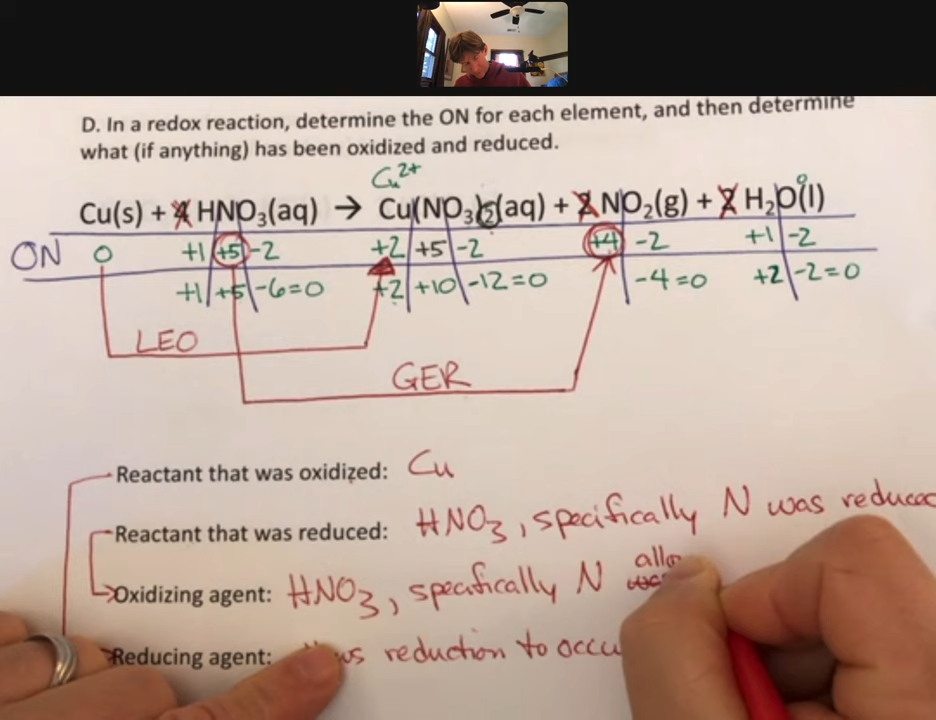 D. In a redox reaction, determine the ON for each element, and then determine
what (if anything) has been oxidized and reduced.
Cu²⁺
0
Cu(s) + 4 HNO₃(aq) → Cu(NO₃)₂(aq) + 2 NO₂(g) + 2 H₂O(l)
ON 0 +1 +5 -2 +2 +5 -2 +4 -2 +1 -2
+1 +5 -6=0 +2 +10 -12=0 -4=0 +2 -2=0
LEO
GER
Reactant that was oxidized: Cu
Reactant that was reduced: HNO₃, specifically N was reduced
Oxidizing agent: HNO₃, specifically N
Reducing agent: reduction to